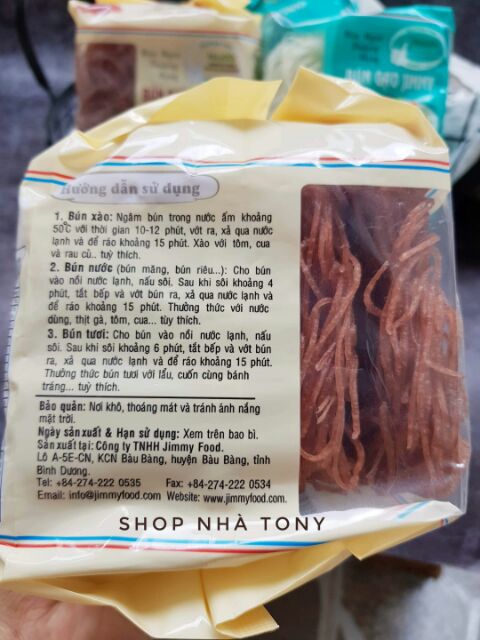 BÚN GẠO JIMMY
Hướng dẫn sử dụng
1. Bún xào: Ngâm bún trong nước ấm khoảng
50°C với thời gian 10-12 phút, vớt ra, xả qua nước
lạnh và để ráo khoảng 15 phút. Xào với tôm, cua
và rau củ.. tuỳ thích.
2. Bún nước (bún măng, bún riêu...): Cho bún
vào nồi nước lạnh, nấu sôi. Sau khi sôi khoảng 4
phút, tắt bếp và vớt bún ra, xả qua nước lạnh và
để ráo khoảng 15 phút. Thưởng thức với nước
dùng, thịt gà, tôm, cua... tùy thích.
3. Bún tươi: Cho bún vào nồi nước lạnh, nấu
sôi. Sau khi sôi khoảng 6 phút, tắt bếp và vớt bún
ra, xả qua nước lạnh và để ráo khoảng 15 phút.
Thưởng thức bún tươi với lẩu, cuốn cùng bánh
tráng... tuỳ thích.
Bảo quản: Nơi khô, thoáng mát và tránh ánh nắng
mặt trời.
Ngày sản xuất & Hạn sử dụng: Xem trên bao bì.
Sản xuất tại: Công ty TNHH Jimmy Food.
Lô A-5E-CN, KCN Bàu Bàng, huyện Bàu Bàng, tỉnh
Bình Dương.
Tel: +84-274-222 0535 Fax: +84-274-222 0534
Email: info@jimmyfood.com Website: www.jimmyfood.com
SHOP NHÀ TONY